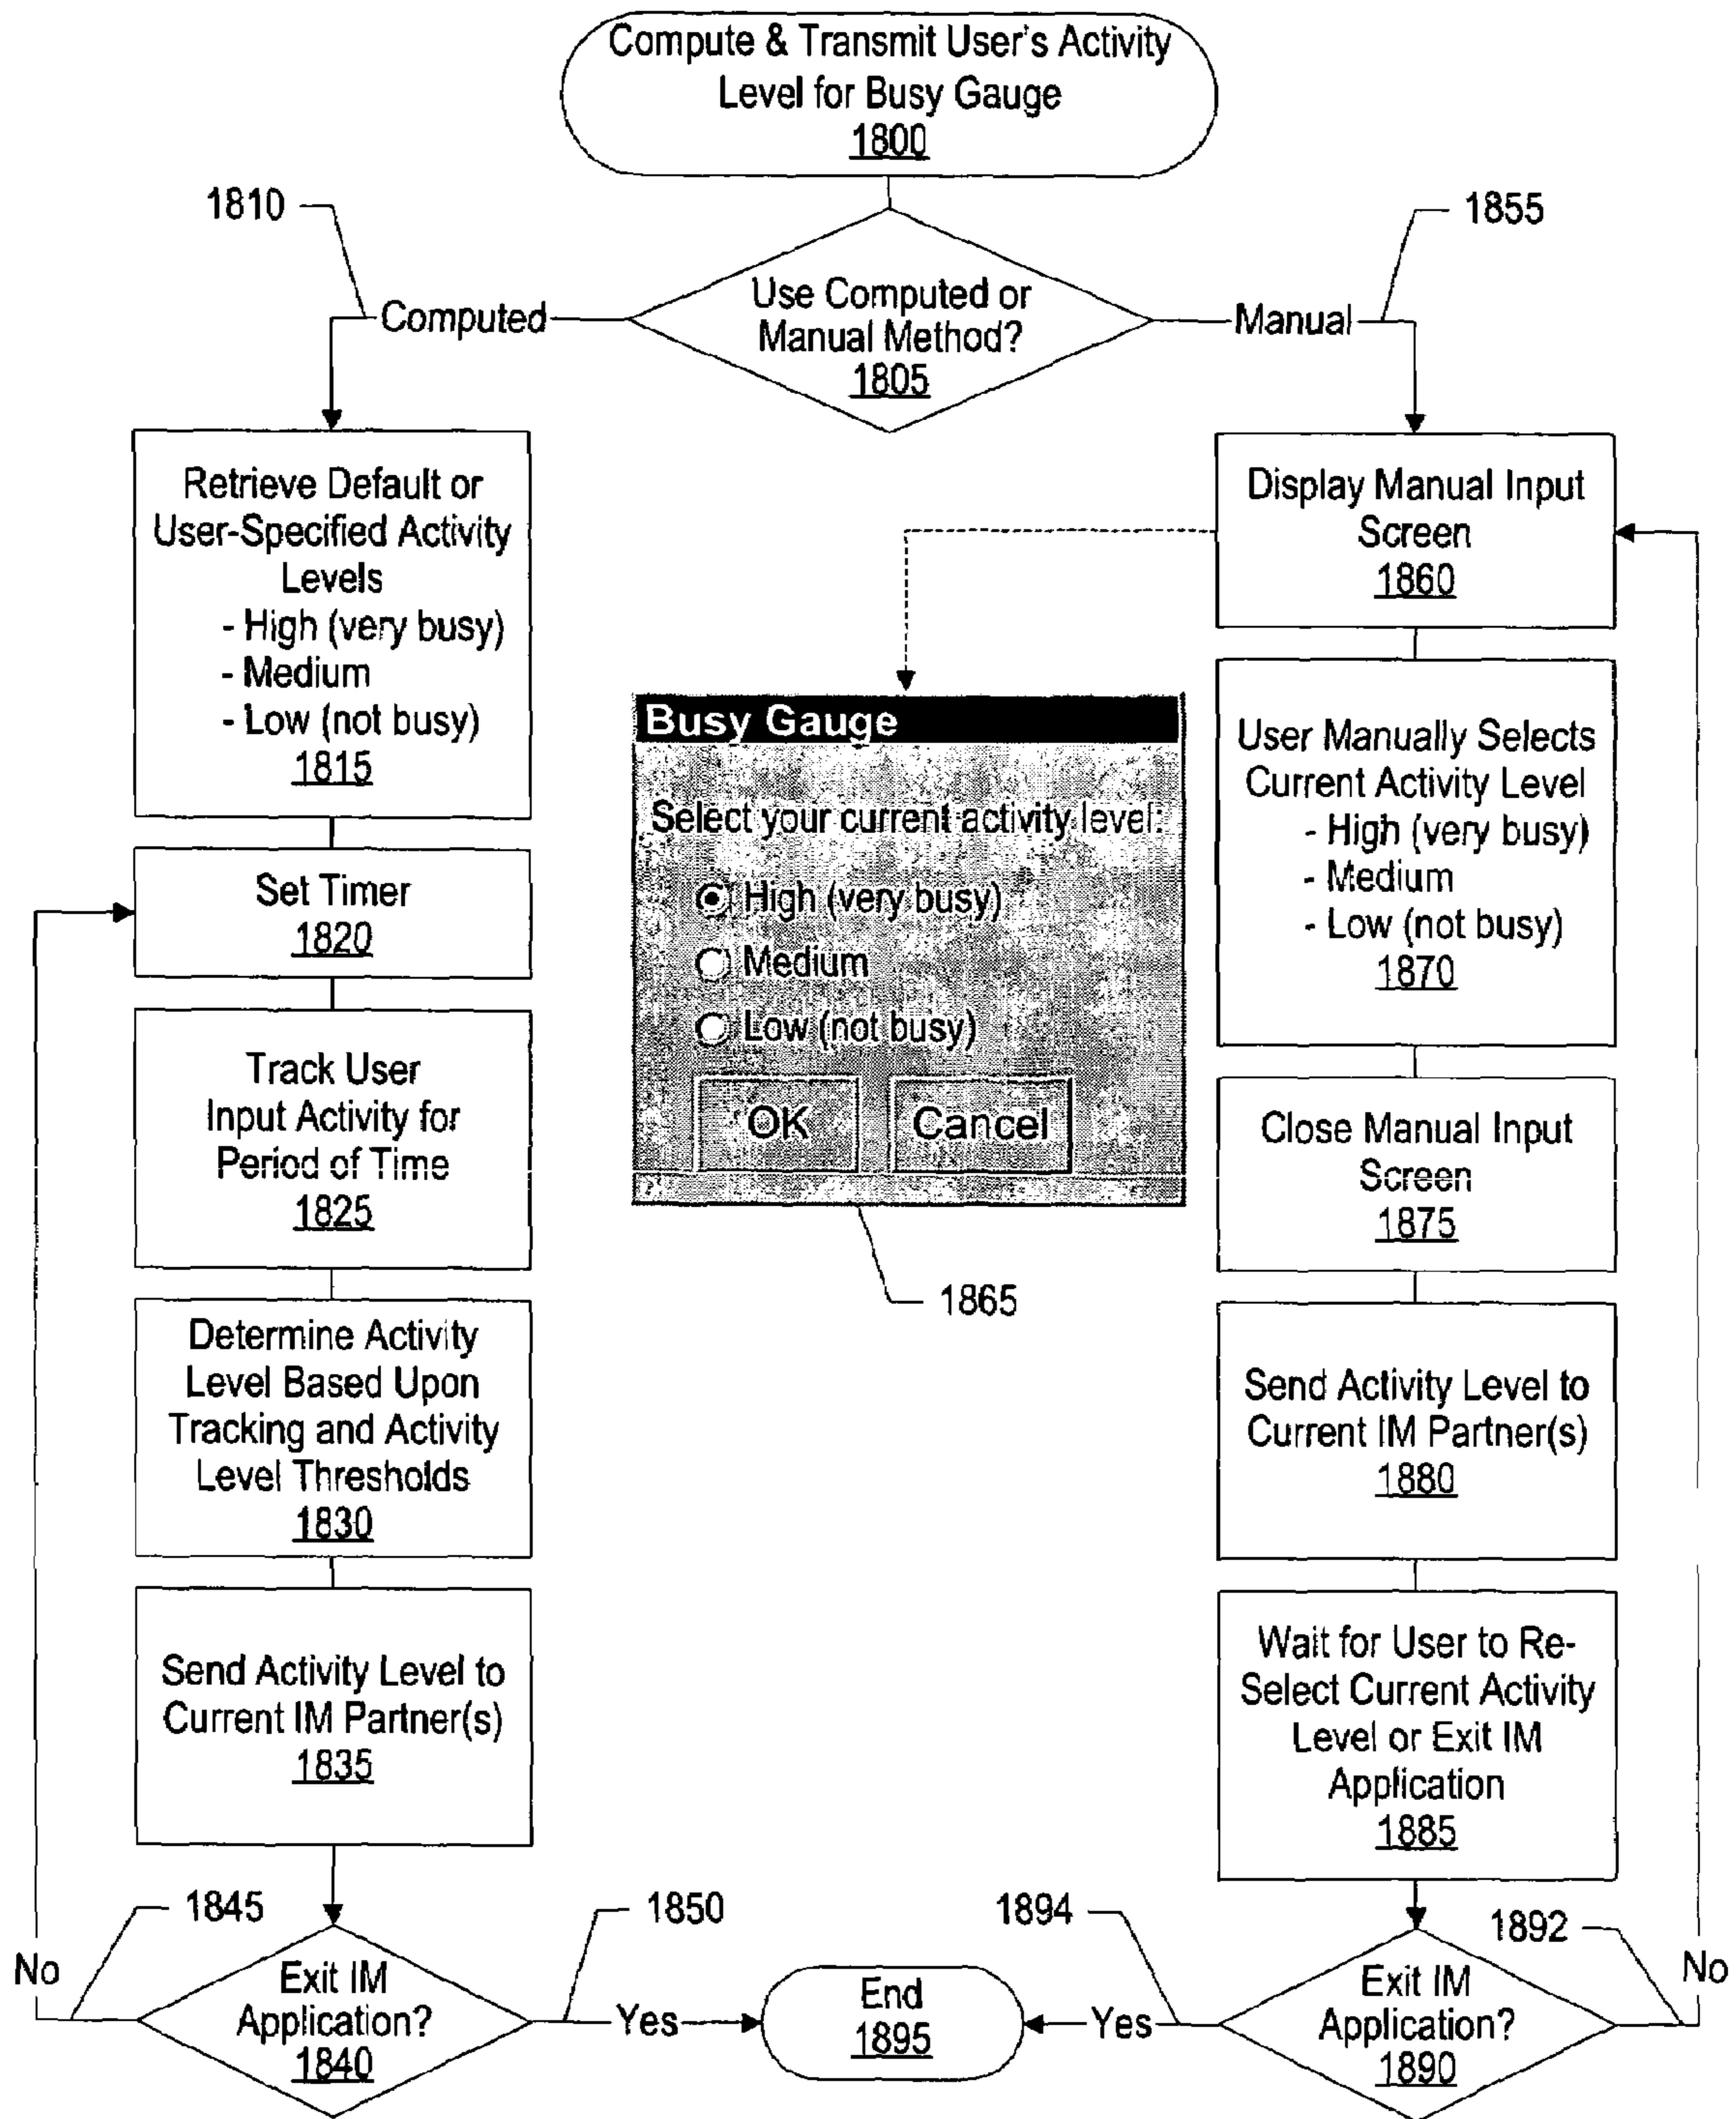 Compute & Transmit User's Activity
Level for Busy Gauge
1800
1810
1855
Use Computed or
Manual Method?
1805
Computed
Manual
Retrieve Default or
User-Specified Activity
Levels
- High (very busy)
- Medium
- Low (not busy)
1815
Set Timer
1820
Track User
Input Activity for
Period of Time
1825
Determine Activity
Level Based Upon
Tracking and Activity
Level Thresholds
1830
Send Activity Level to
Current IM Partner(s)
1835
1845
1850
No
Exit IM
Application?
1840
Yes
Display Manual Input
Screen
1860
Busy Gauge
Select your current activity level:
High (very busy)
Medium
Low (not busy)
OK
Cancel
1865
User Manually Selects
Current Activity Level
- High (very busy)
- Medium
- Low (not busy)
1870
Close Manual Input
Screen
1875
Send Activity Level to
Current IM Partner(s)
1880
Wait for User to Re-
Select Current Activity
Level or Exit IM
Application
1885
1894
1892
Exit IM
Application?
1890
No
Yes
End
1895